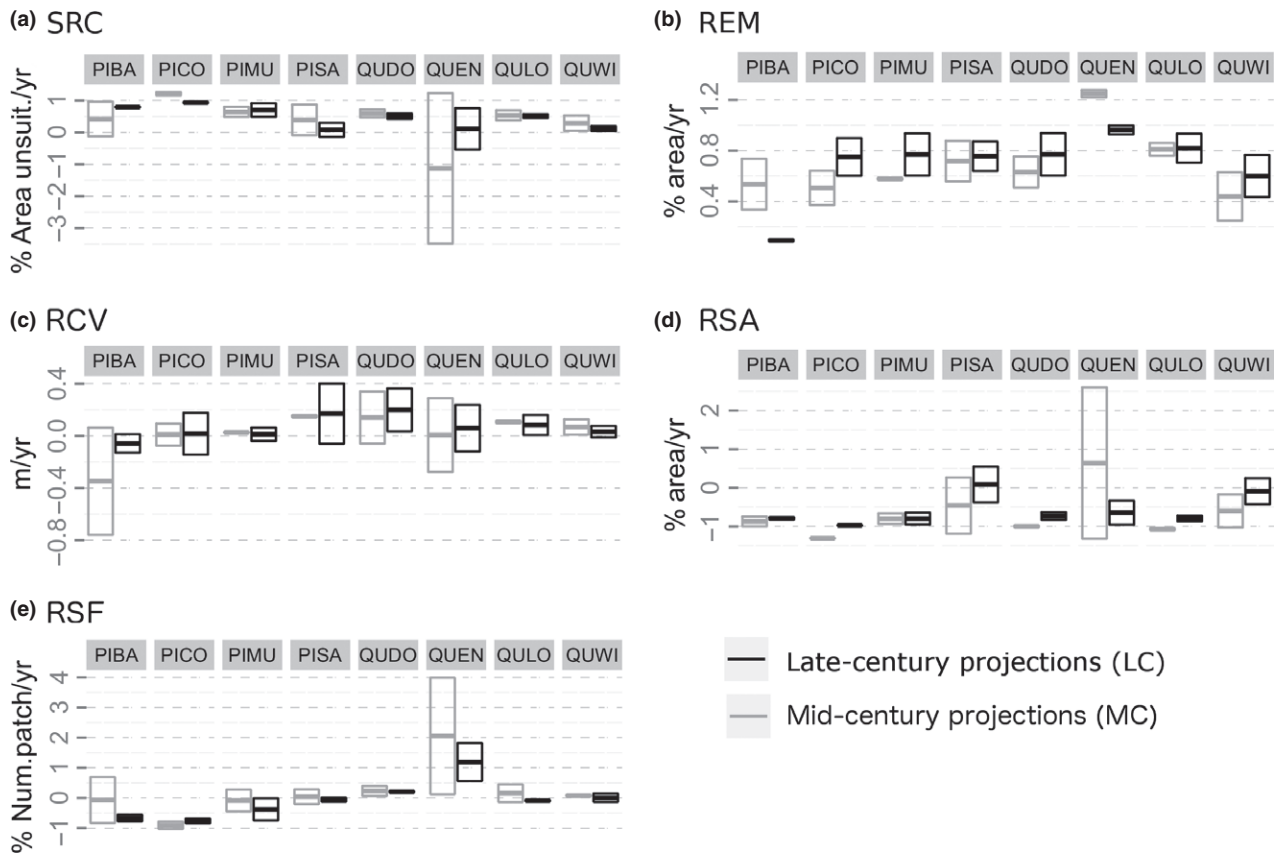 (a) SRC
PIBA PICO PIMU PISA QUDO QUEN QULO QUWI
% Area unsuit./yr
1
0
−1
−2
−3
(b) REM
PIBA PICO PIMU PISA QUDO QUEN QULO QUWI
% area/yr
1.2
0.8
0.4
(c) RCV
PIBA PICO PIMU PISA QUDO QUEN QULO QUWI
m/yr
0.4
0.0
−0.4
−0.8
(d) RSA
PIBA PICO PIMU PISA QUDO QUEN QULO QUWI
% area/yr
2
1
0
−1
(e) RSF
PIBA PICO PIMU PISA QUDO QUEN QULO QUWI
% Num.patch/yr
4
3
2
1
0
−1
Late-century projections (LC)
Mid-century projections (MC)